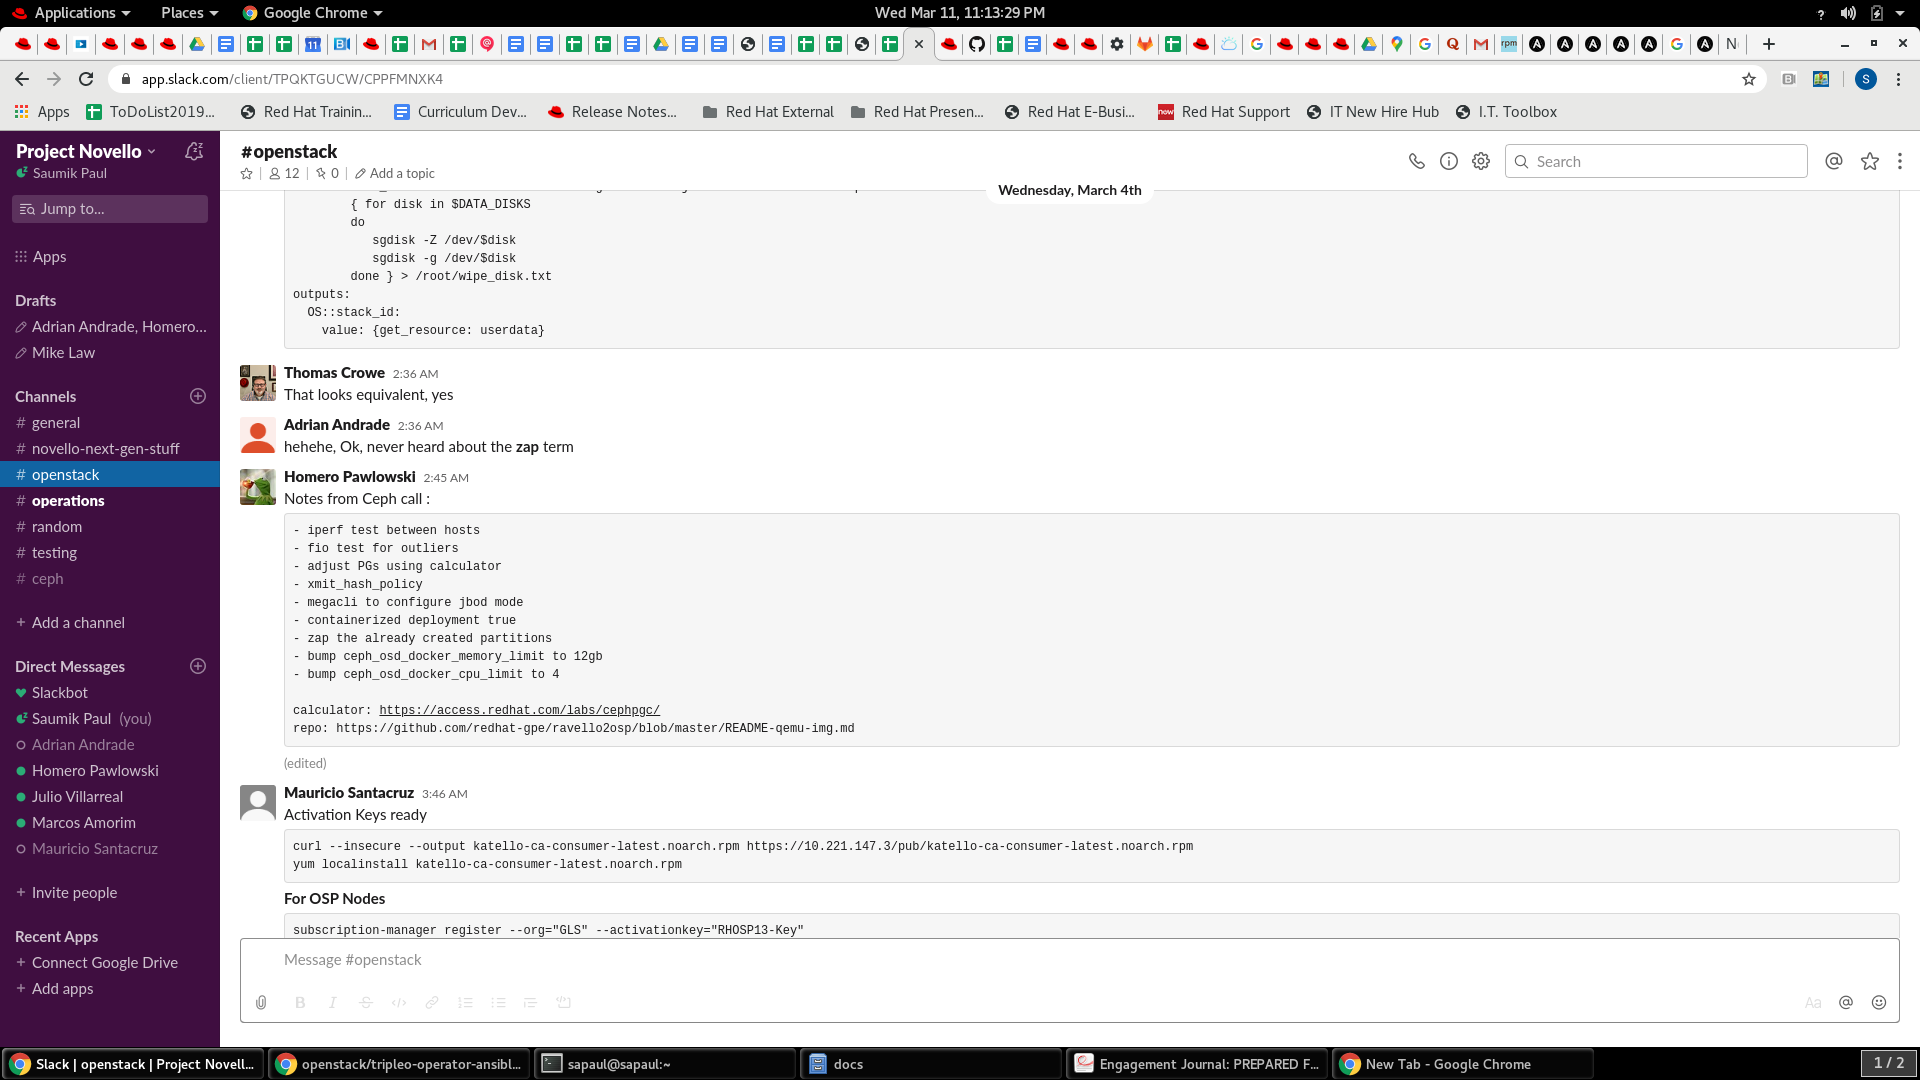 Applications
Places
Google Chrome
Wed Mar 11, 11:13:29 PM
app.slack.com/client/TPQKTGUCW/CPPFMNXK4
Apps
ToDoList2019...
Red Hat Trainin...
Curriculum Dev...
Release Notes...
Red Hat External
Red Hat Presen...
Red Hat E-Busi...
Red Hat Support
IT New Hire Hub
I.T. Toolbox
Project Novello
Saumik Paul
Jump to...
Apps
Drafts
Adrian Andrade, Homero...
Mike Law
Channels
# general
# novello-next-gen-stuff
# openstack
# operations
# random
# testing
# ceph
+ Add a channel
Direct Messages
Slackbot
Saumik Paul (you)
Adrian Andrade
Homero Pawlowski
Julio Villarreal
Marcos Amorim
Mauricio Santacruz
+ Invite people
Recent Apps
+ Connect Google Drive
+ Add apps
#openstack
12
0
Add a topic
Search
Wednesday, March 4th
{ for disk in $DATA_DISKS
do
sgdisk -Z /dev/$disk
sgdisk -g /dev/$disk
done } > /root/wipe_disk.txt
outputs:
OS::stack_id:
value: {get_resource: userdata}
Thomas Crowe 2:36 AM
That looks equivalent, yes
Adrian Andrade 2:36 AM
hehehe, Ok, never heard about the zap term
Homero Pawlowski 2:45 AM
Notes from Ceph call :
- iperf test between hosts
- fio test for outliers
- adjust PGs using calculator
- xmit_hash_policy
- megacli to configure jbod mode
- containerized deployment true
- zap the already created partitions
- bump ceph_osd_docker_memory_limit to 12gb
- bump ceph_osd_docker_cpu_limit to 4
calculator: https://access.redhat.com/labs/cephpgc/
repo: https://github.com/redhat-gpe/ravello2osp/blob/master/README-qemu-img.md
(edited)
Mauricio Santacruz 3:46 AM
Activation Keys ready
curl --insecure --output katello-ca-consumer-latest.noarch.rpm https://10.221.147.3/pub/katello-ca-consumer-latest.noarch.rpm
yum localinstall katello-ca-consumer-latest.noarch.rpm
For OSP Nodes
subscription-manager register --org="GLS" --activationkey="RHOSP13-Key"
Message #openstack
Aa
Slack | openstack | Project Novell...
openstack/tripleo-operator-ansibl...
sapaul@sapaul:~
docs
Engagement Journal: PREPARED F...
New Tab - Google Chrome
1 / 2